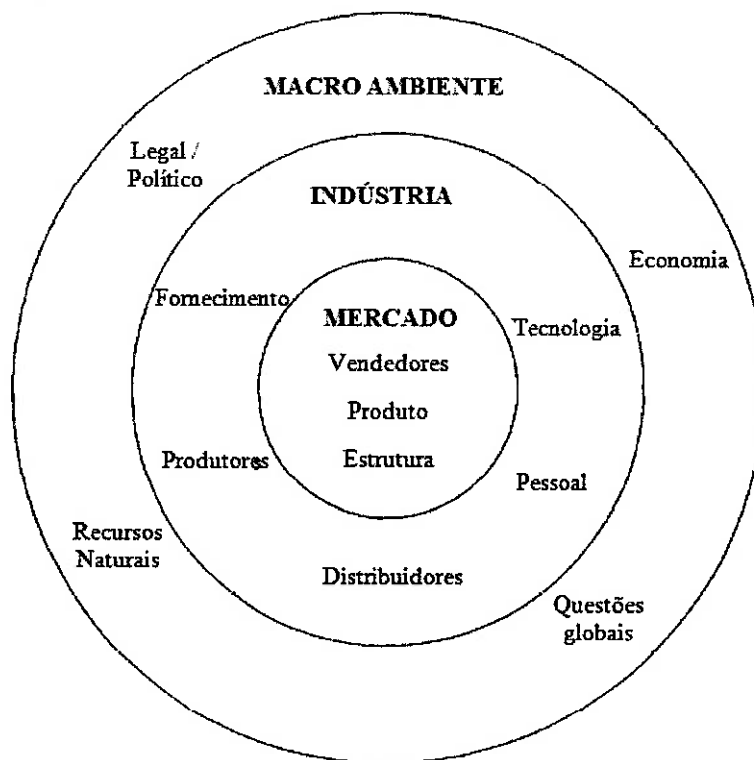 MACRO AMBIENTE
Legal /
Político
INDÚSTRIA
Economia
Fornecimento
MERCADO
Tecnologia
Vendedores
Produto
Produtores
Estrutura
Pessoal
Recursos
Naturais
Distribuidores
Questões
globais